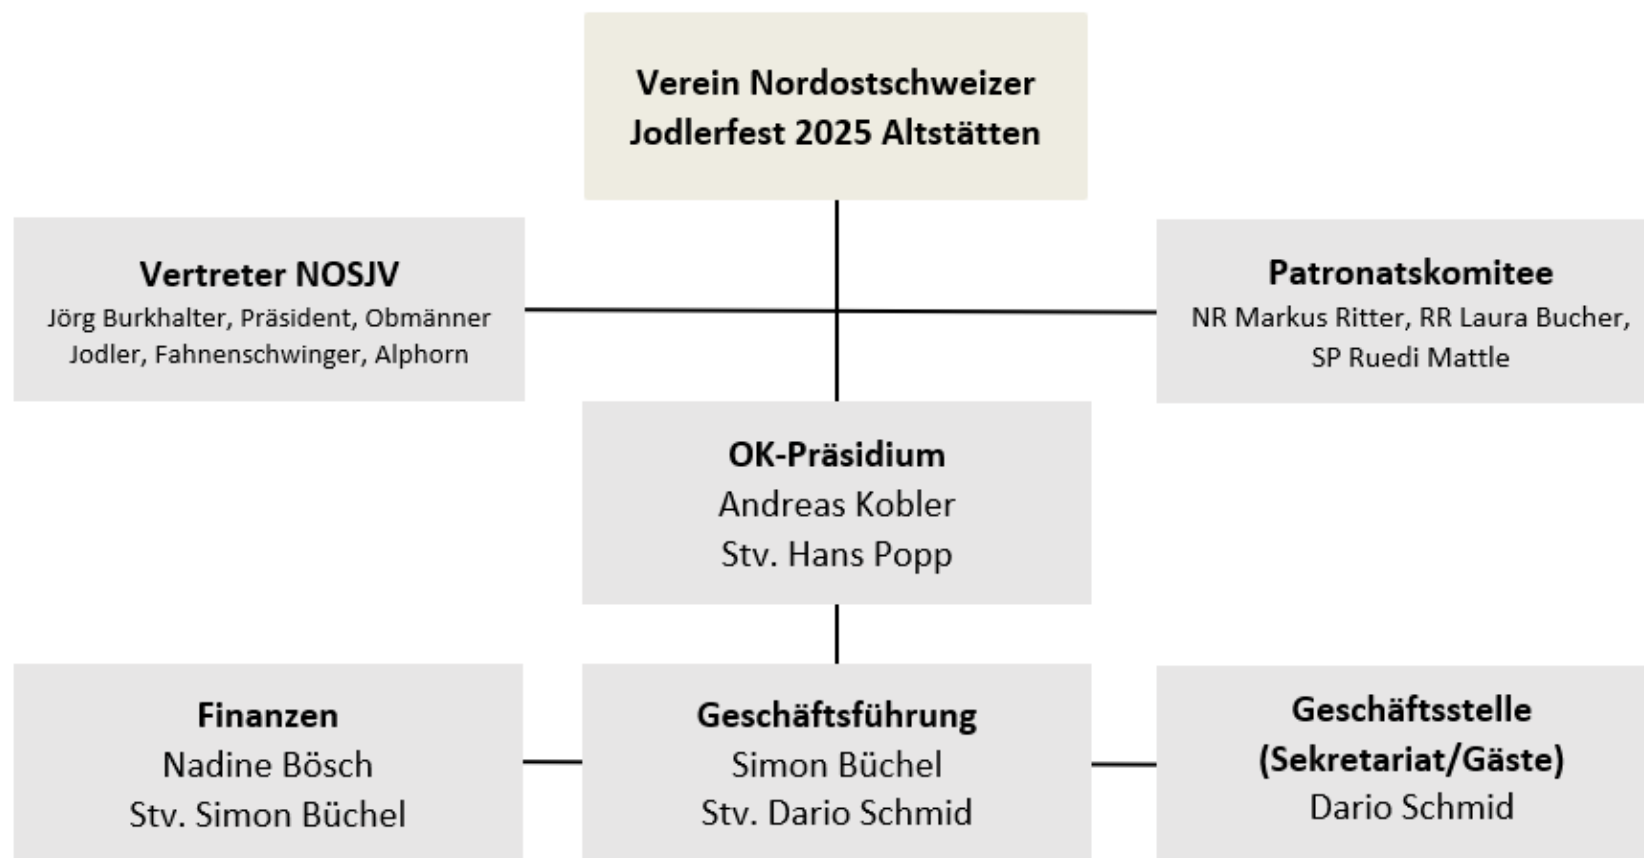 Verein Nordostschweizer
Jodlerfest 2025 Altstätten
Vertreter NOSJV
Jörg Burkhalter, Präsident, Obmänner
Jodler, Fahnenschwinger, Alphorn
Patronatskomitee
NR Markus Ritter, RR Laura Bucher,
SP Ruedi Mattle
OK-Präsidium
Andreas Kobler
Stv. Hans Popp
Finanzen
Nadine Bösch
Stv. Simon Büchel
Geschäftsführung
Simon Büchel
Stv. Dario Schmid
Geschäftsstelle
(Sekretariat/Gäste)
Dario Schmid